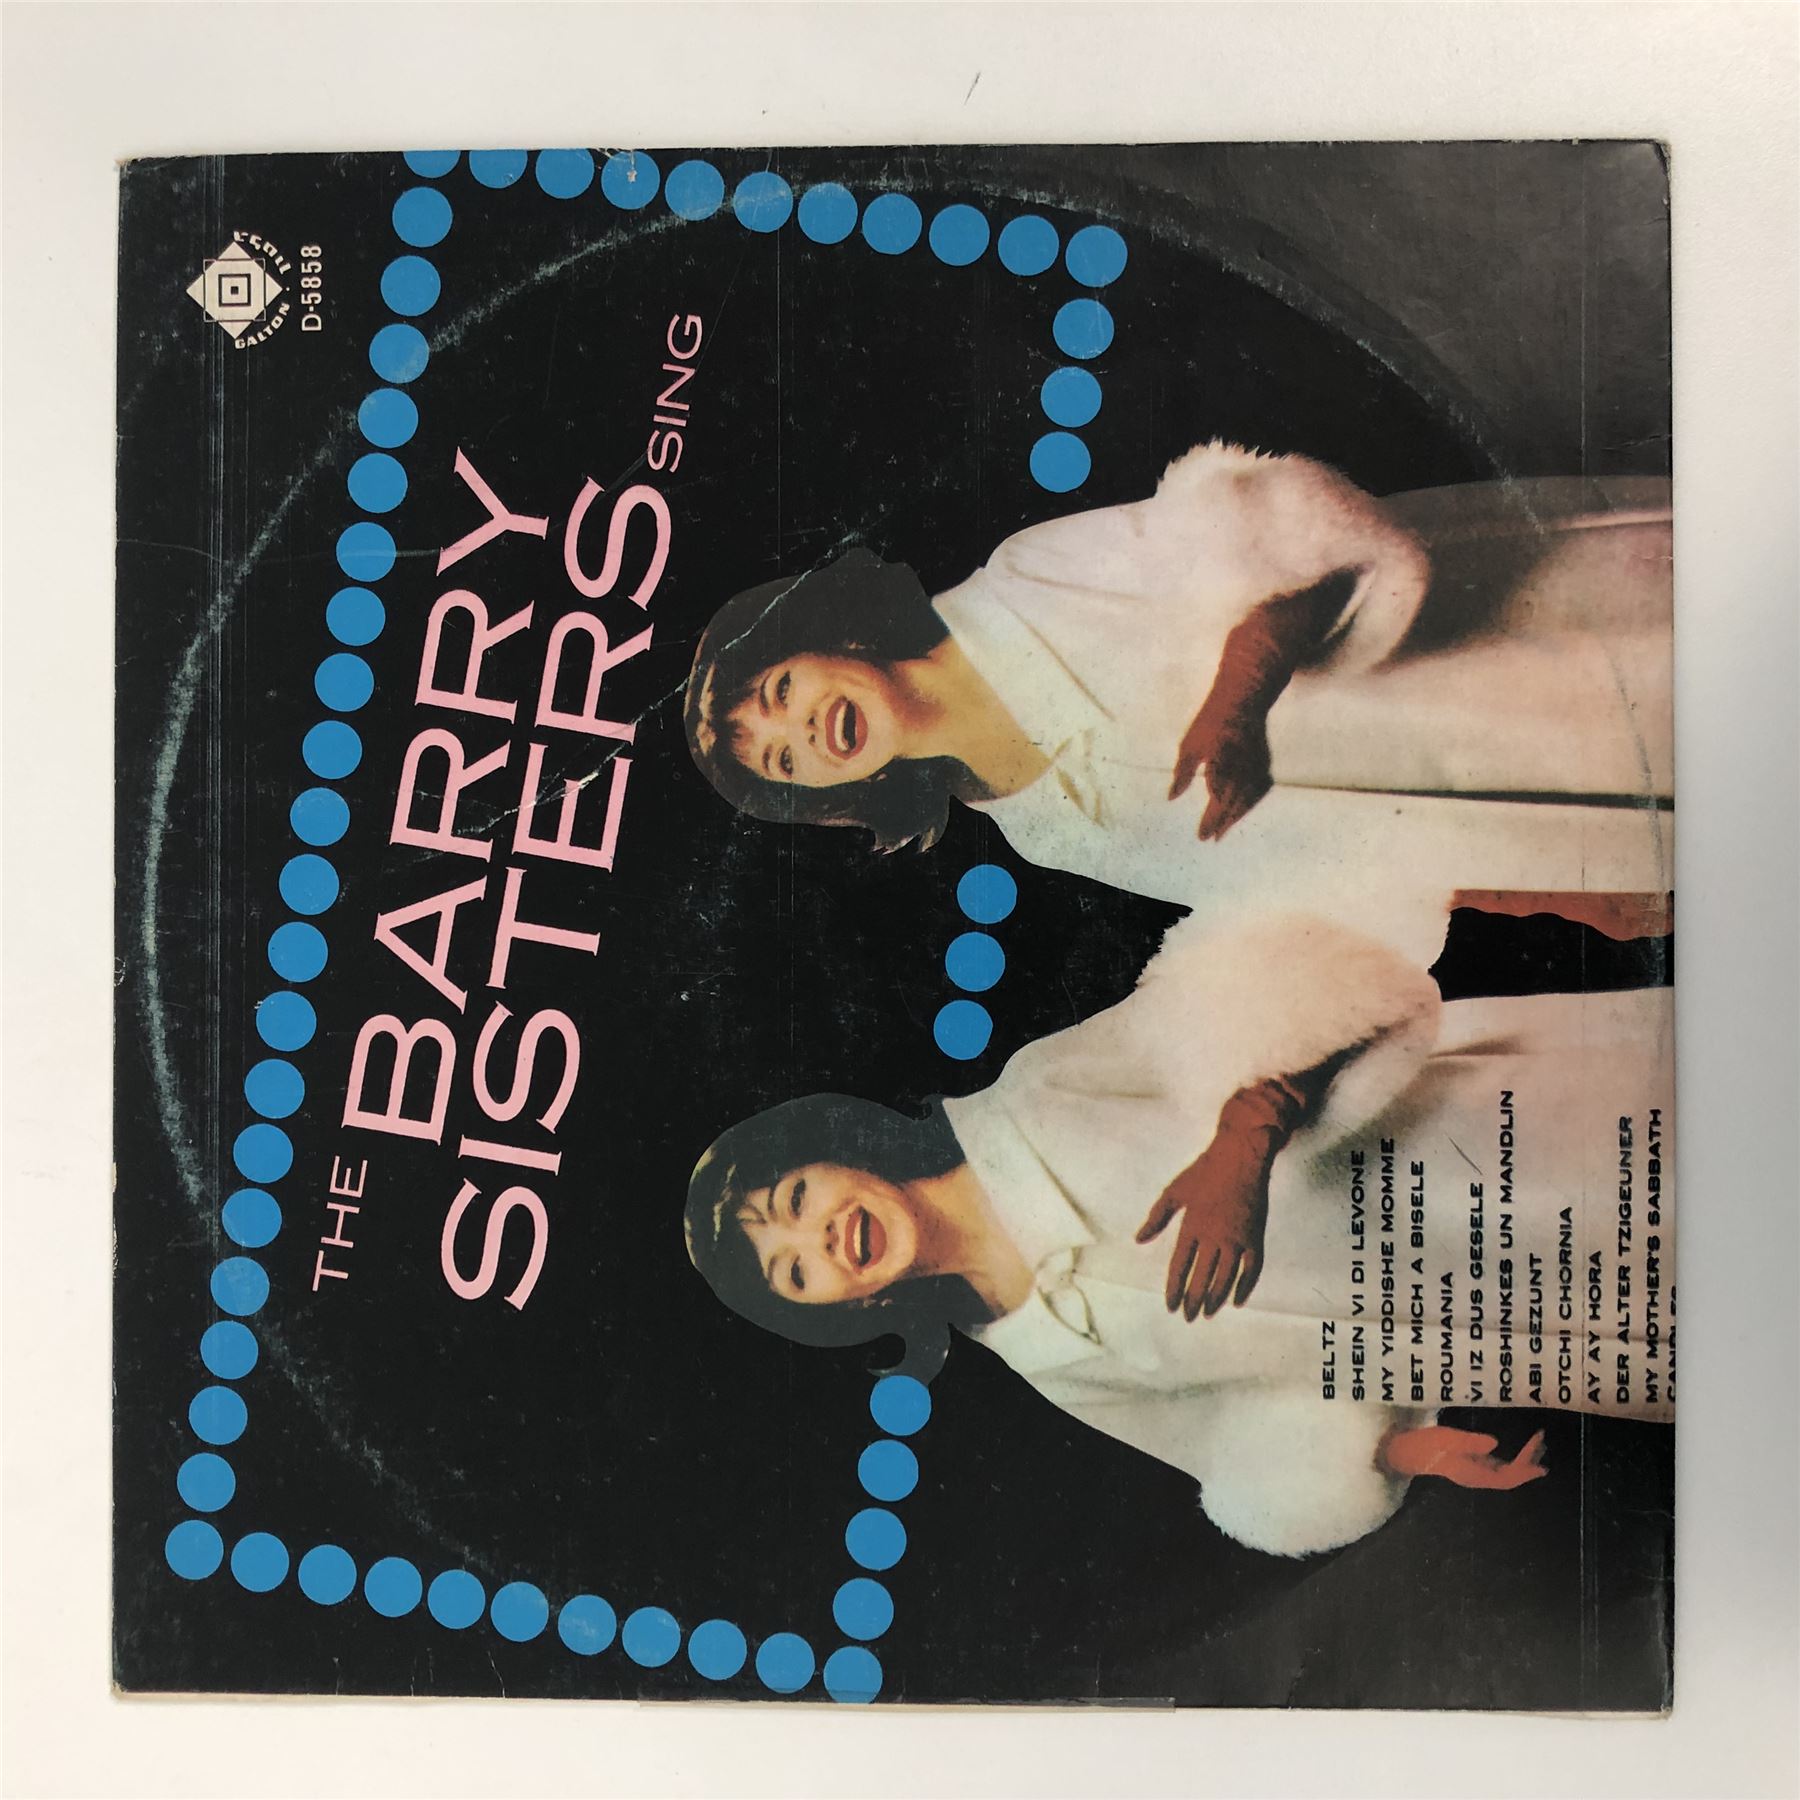 THE
BARRY
SISTERS SING
GALTON · גלטון
D-5858
BELTZ
SHEIN VI DI LEVONE
MY YIDDISHE MOMME
BET MICH A BISELE
ROUMANIA
VI IZ DUS GESELE
ROSHINKES UN MANDLIN
ABI GEZUNT
OTCHI CHORNIA
AY AY HORA
DER ALTER TZIGEUNER
MY MOTHER'S SABBATH
CANDLES